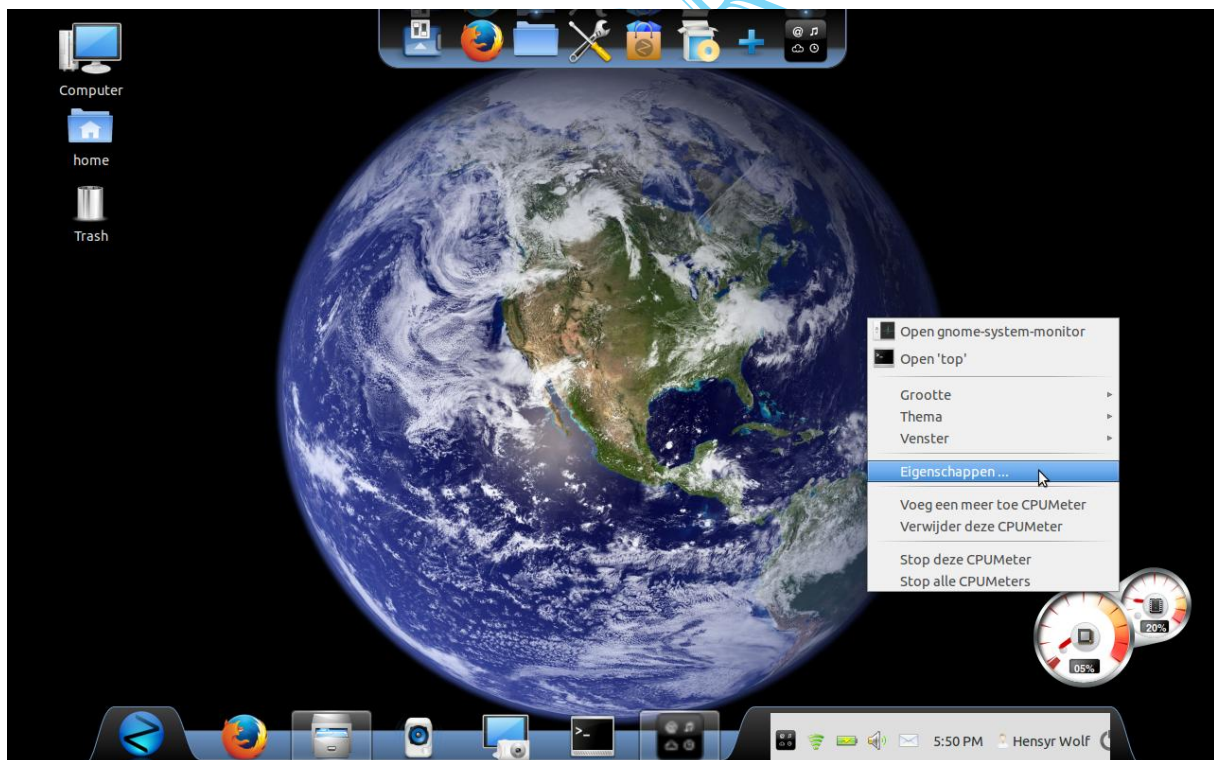 Computer
home
Trash
Open gnome-system-monitor
Open 'top'
Grootte
Thema
Venster
Eigenschappen ...
Voeg een meer toe CPUMeter
Verwijder deze CPUMeter
Stop deze CPUMeter
Stop alle CPUMeters
20%
05%
5:50 PM
Hensyr Wolf